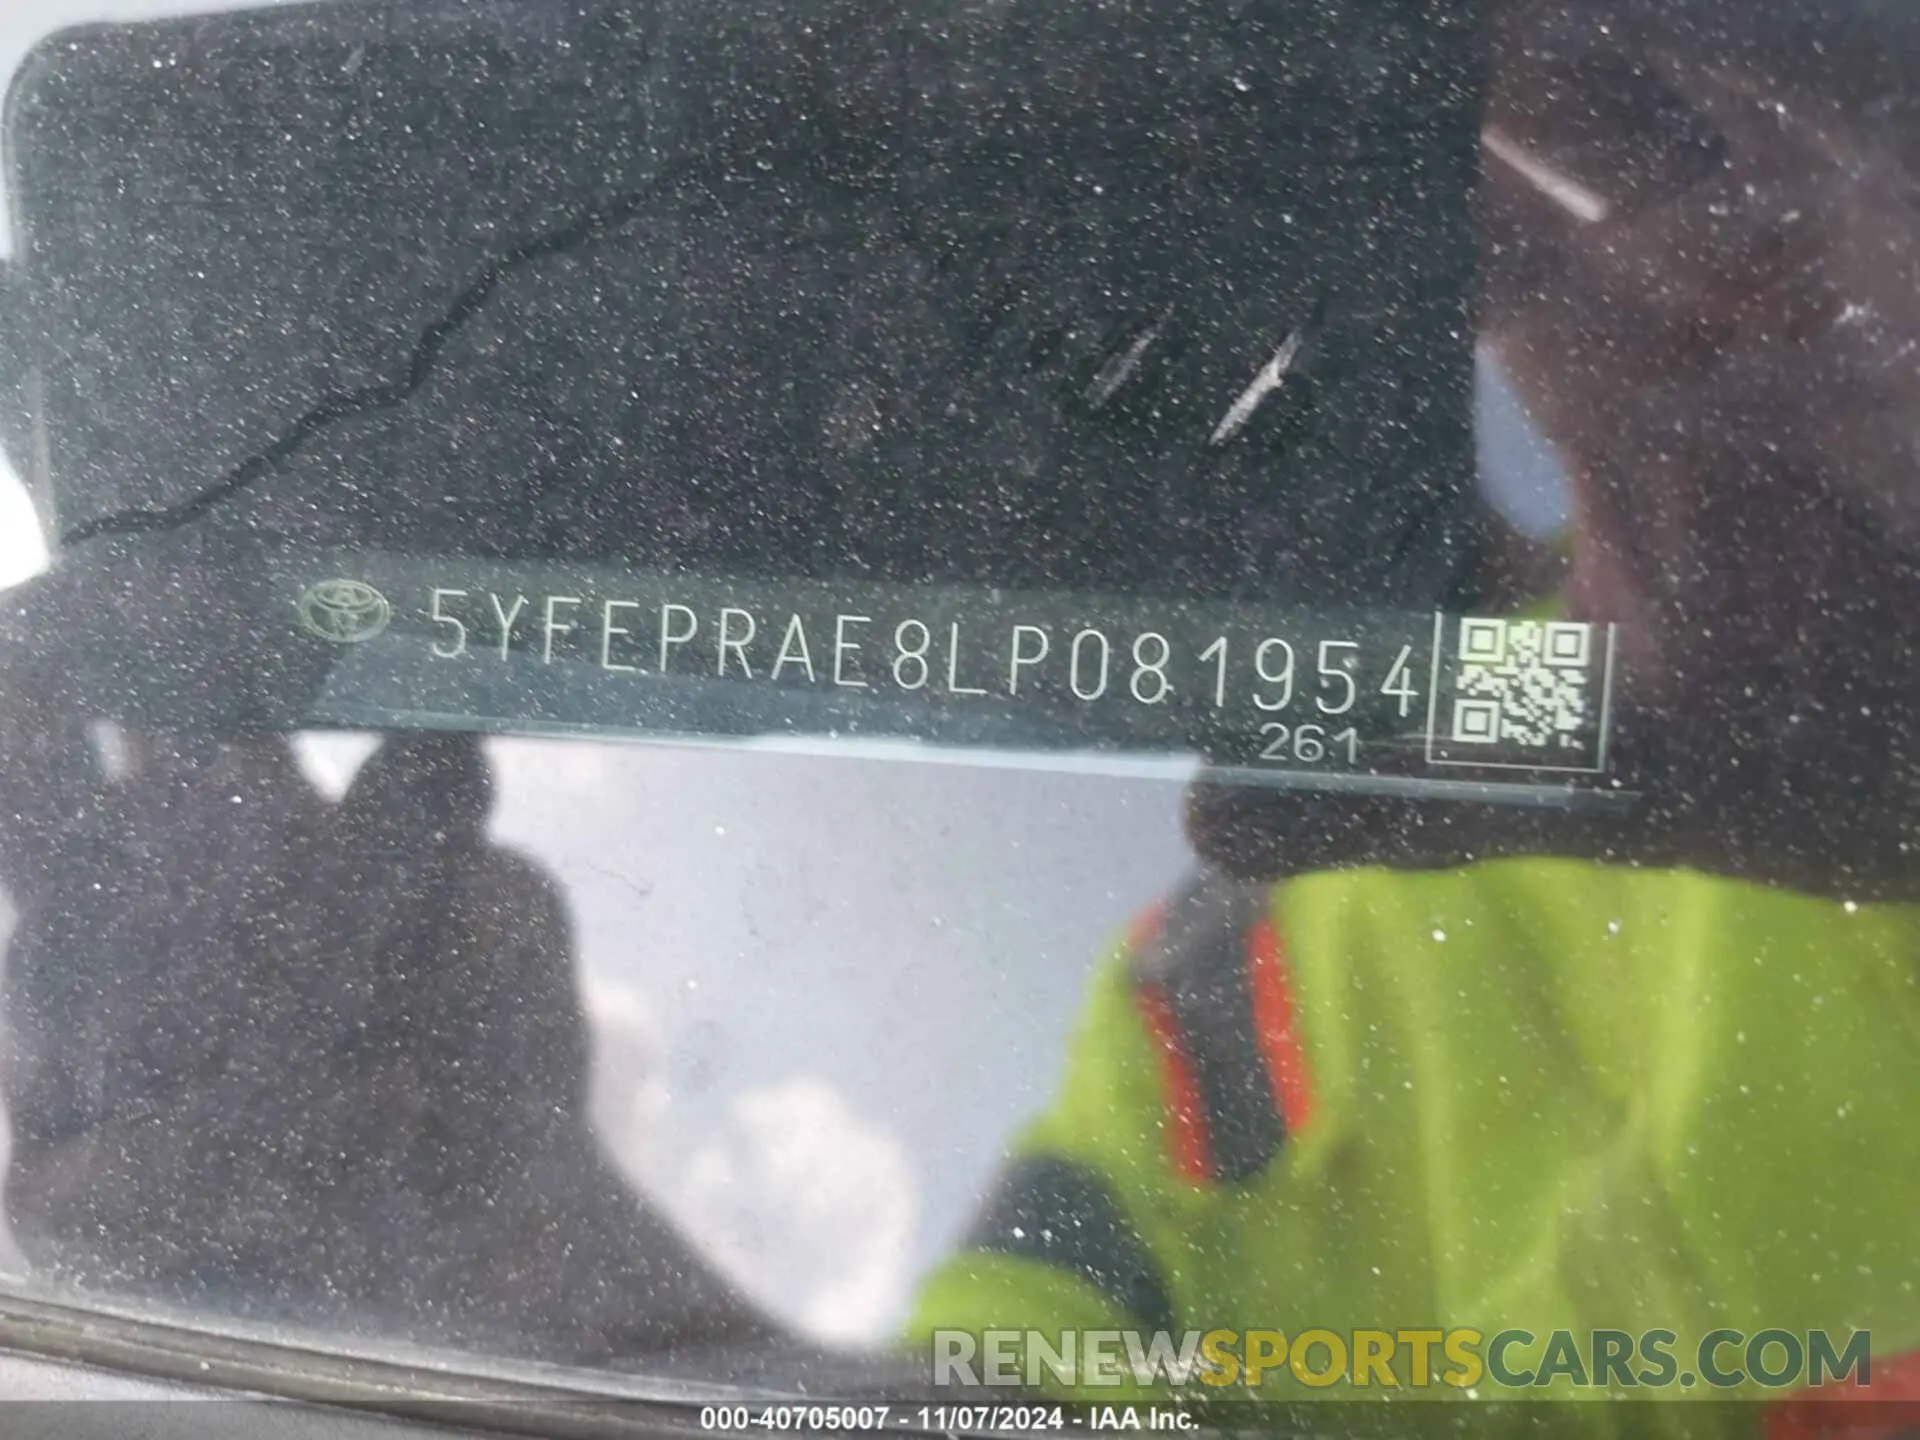 5YFEPRAE8LP081954
261
RENEWSPORTSCARS.COM
000-40705007 - 11/07/2024 - IAA Inc.